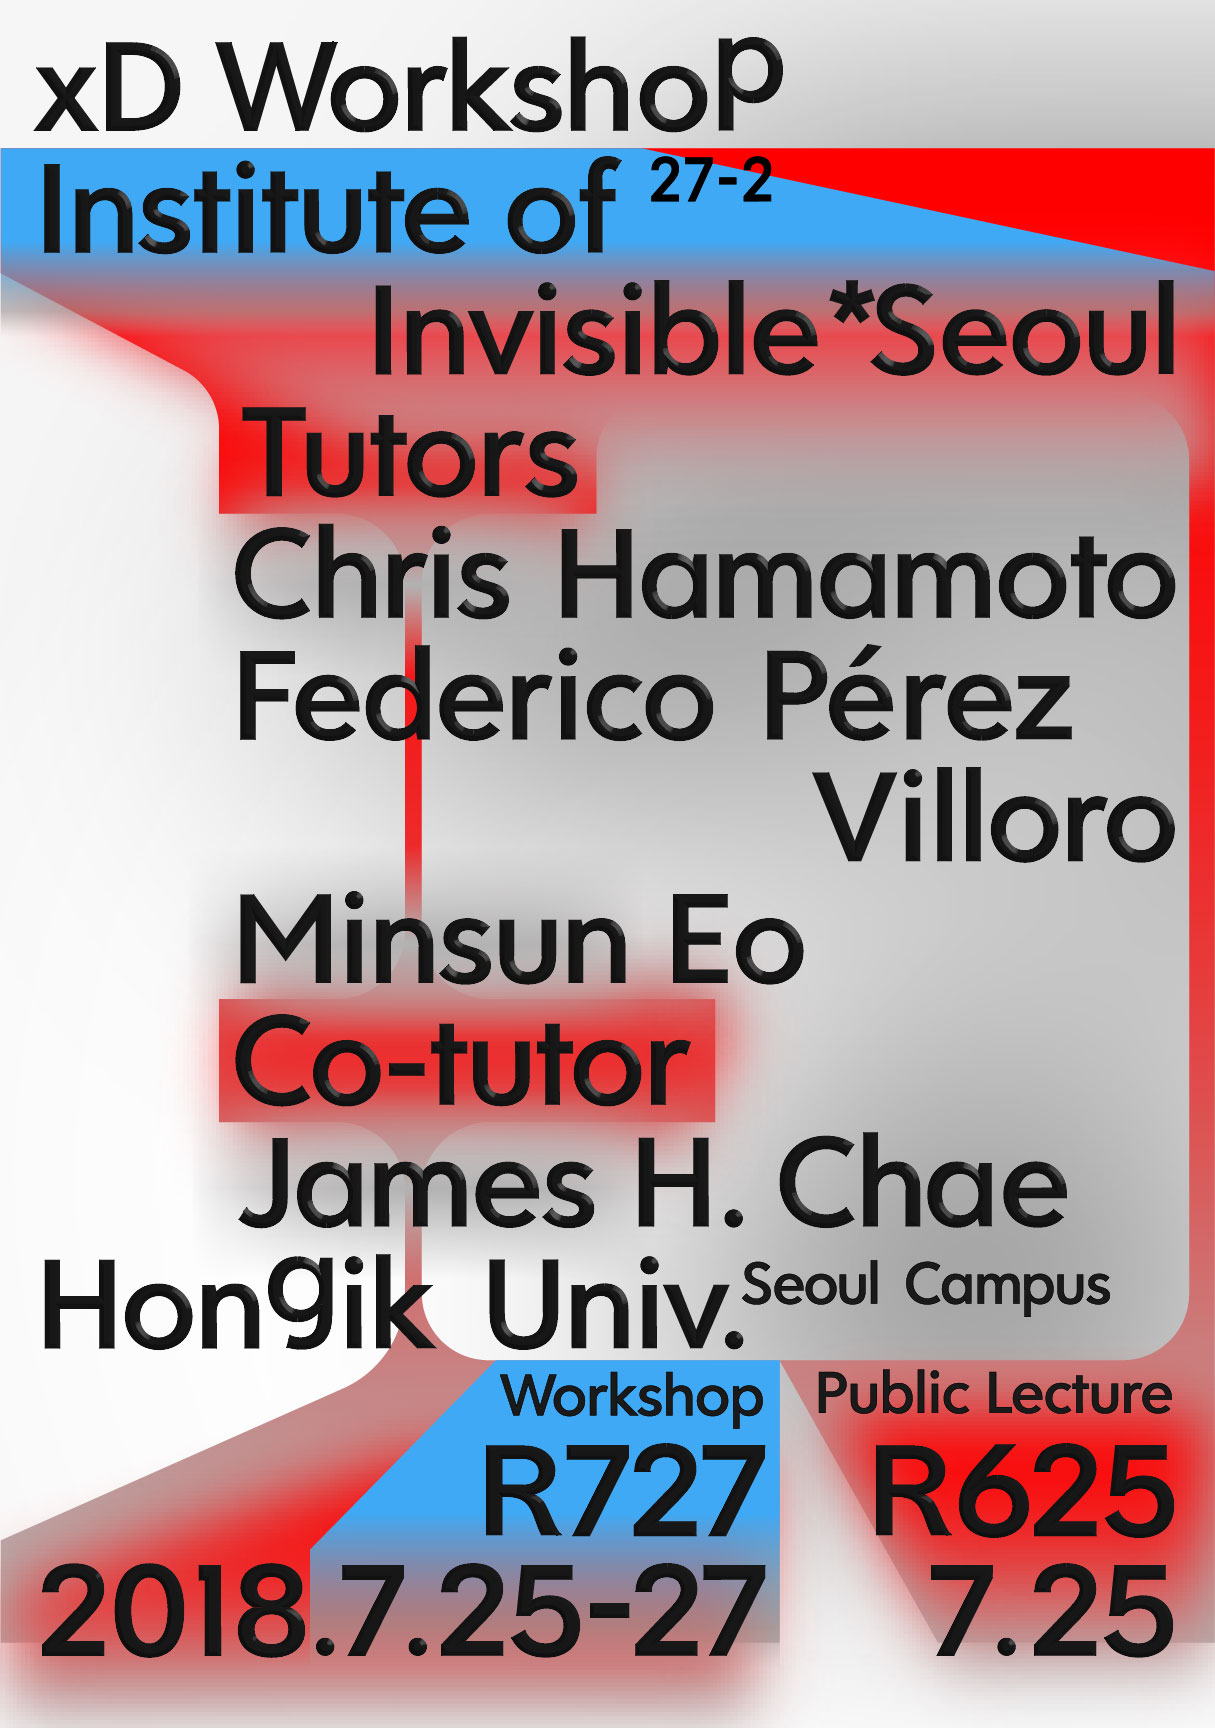 xD Workshop
Institute of 27-2
Invisible*Seoul
Tutors
Chris Hamamoto
Federico Pérez
Villoro
Minsun Eo
Co-tutor
James H. Chae
Hongik Univ. Seoul Campus
Workshop
R727
2018.7.25-27
Public Lecture
R625
7.25